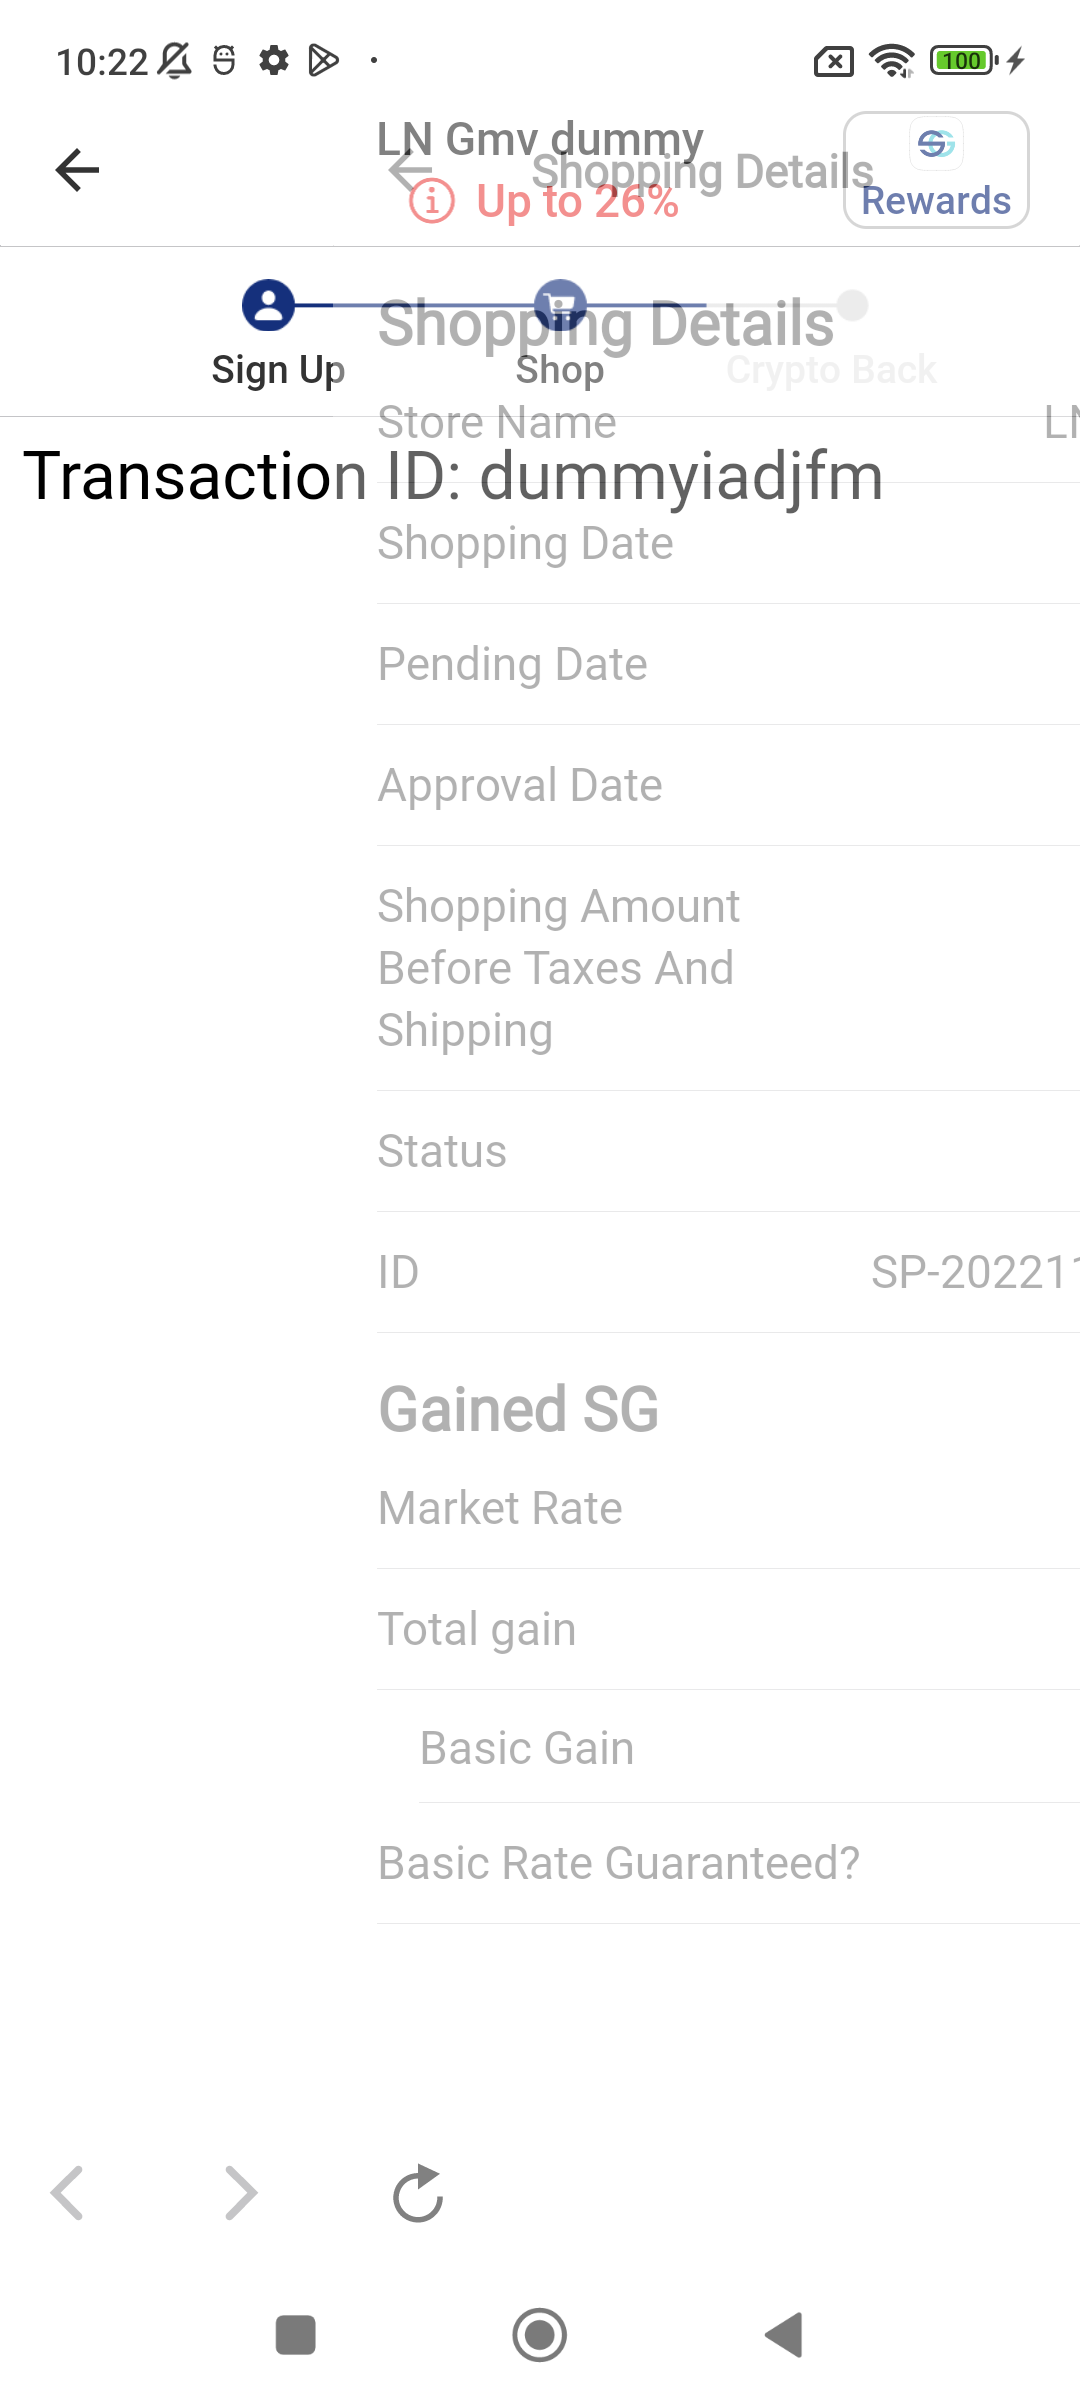 10:22
100
LN Gmv dummy
Shopping Details
Up to 26%
Rewards
Shopping Details
Sign Up
Shop
Crypto Back
Store Name LN
Transaction ID: dummyiadjfm
Shopping Date
Pending Date
Approval Date
Shopping Amount
Before Taxes And
Shipping
Status
ID SP-202211
Gained SG
Market Rate
Total gain
Basic Gain
Basic Rate Guaranteed?